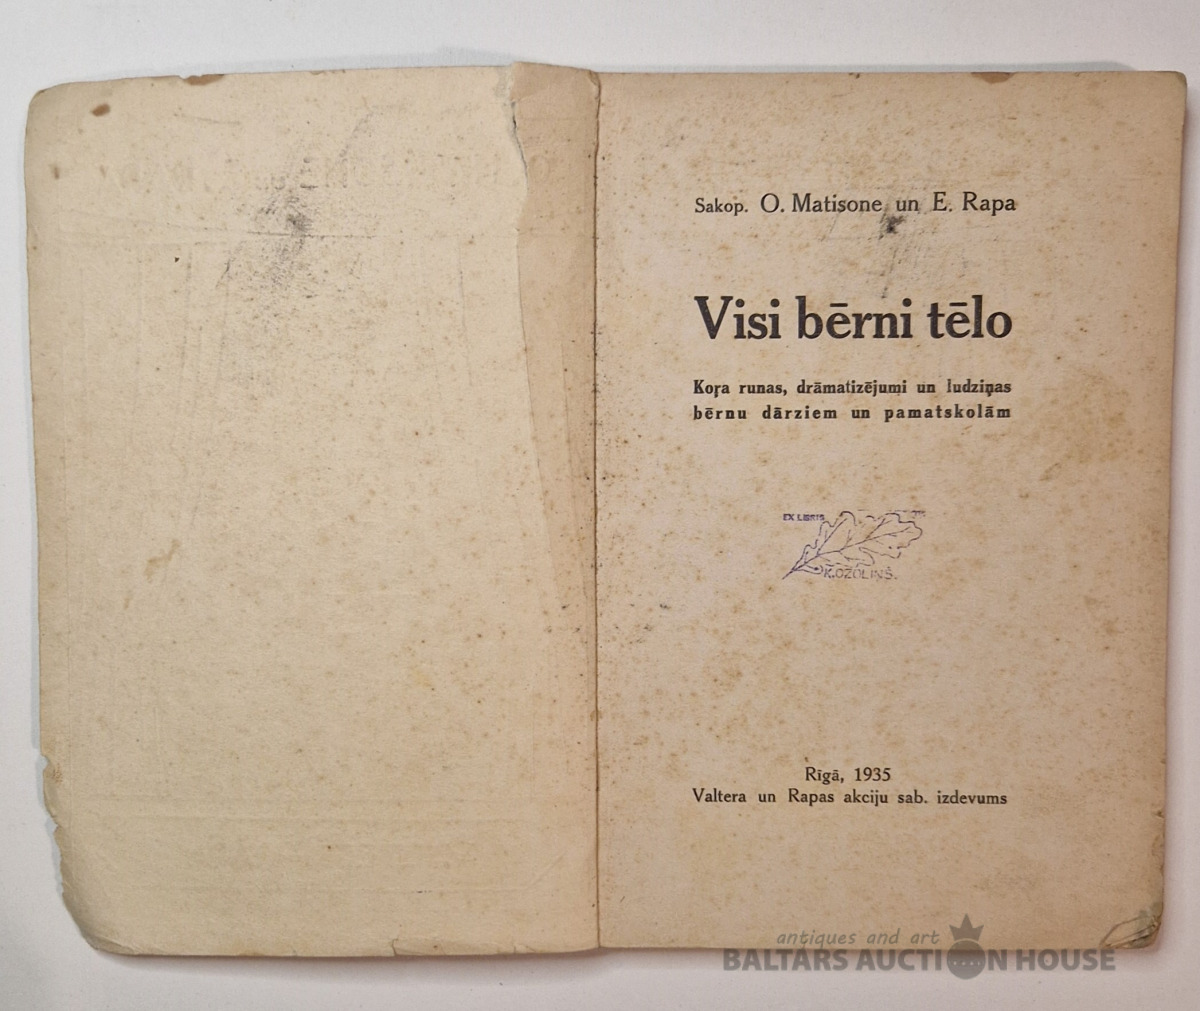 Sakop. O. Matisone un E. Rapa
Visi bērni tēlo
Koŗa runas, drāmatizējumi un ludziņas
bērnu dārziem un pamatskolām
EX LIBRIS
K.OZOLIŅŠ.
Rīgā, 1935
Valtera un Rapas akciju sab. izdevums
antiques and art
BALTARS AUCTION HOUSE